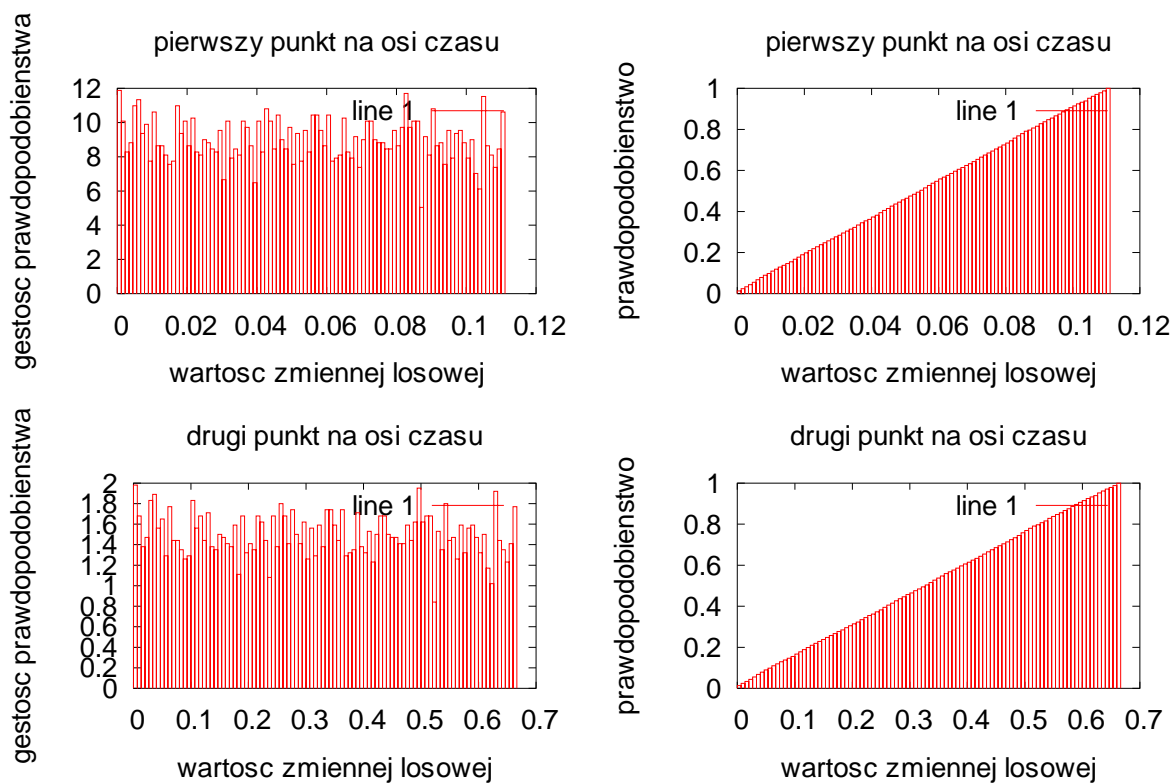 pierwszy punkt na osi czasu
gestosc prawdopodobienstwa
12
10
8
6
4
2
0
line 1
0 0.02 0.04 0.06 0.08 0.1 0.12
wartosc zmiennej losowej
pierwszy punkt na osi czasu
prawdopodobienstwo
1
0.8
0.6
0.4
0.2
0
line 1
0 0.02 0.04 0.06 0.08 0.1 0.12
wartosc zmiennej losowej
drugi punkt na osi czasu
gestosc prawdopodobienstwa
2
1.8
1.6
1.4
1.2
1
0.8
0.6
0.4
0.2
0
line 1
0 0.1 0.2 0.3 0.4 0.5 0.6 0.7
wartosc zmiennej losowej
drugi punkt na osi czasu
prawdopodobienstwo
1
0.8
0.6
0.4
0.2
0
line 1
0 0.1 0.2 0.3 0.4 0.5 0.6 0.7
wartosc zmiennej losowej